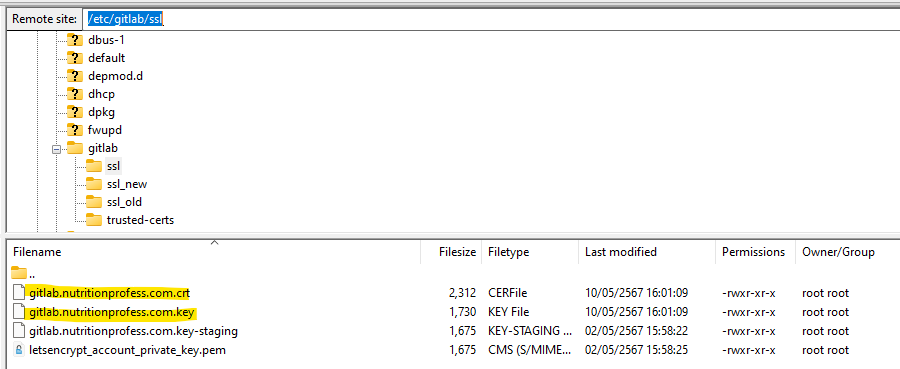 Remote site: /etc/gitlab/ssl
dbus-1
default
depmod.d
dhcp
dpkg
fwupd
gitlab
ssl
ssl_new
ssl_old
trusted-certs
Filename Filesize Filetype Last modified Permissions Owner/Group
..
gitlab.nutritionprofess.com.crt 2,312 CERFile 10/05/2567 16:01:09 -rwxr-xr-x root root
gitlab.nutritionprofess.com.key 1,730 KEY File 10/05/2567 16:01:09 -rwxr-xr-x root root
gitlab.nutritionprofess.com.key-staging 1,675 KEY-STAGING ... 02/05/2567 15:58:22 -rwxr-xr-x root root
letsencrypt_account_private_key.pem 1,675 CMS (S/MIME... 02/05/2567 15:58:25 -rwxr-xr-x root root